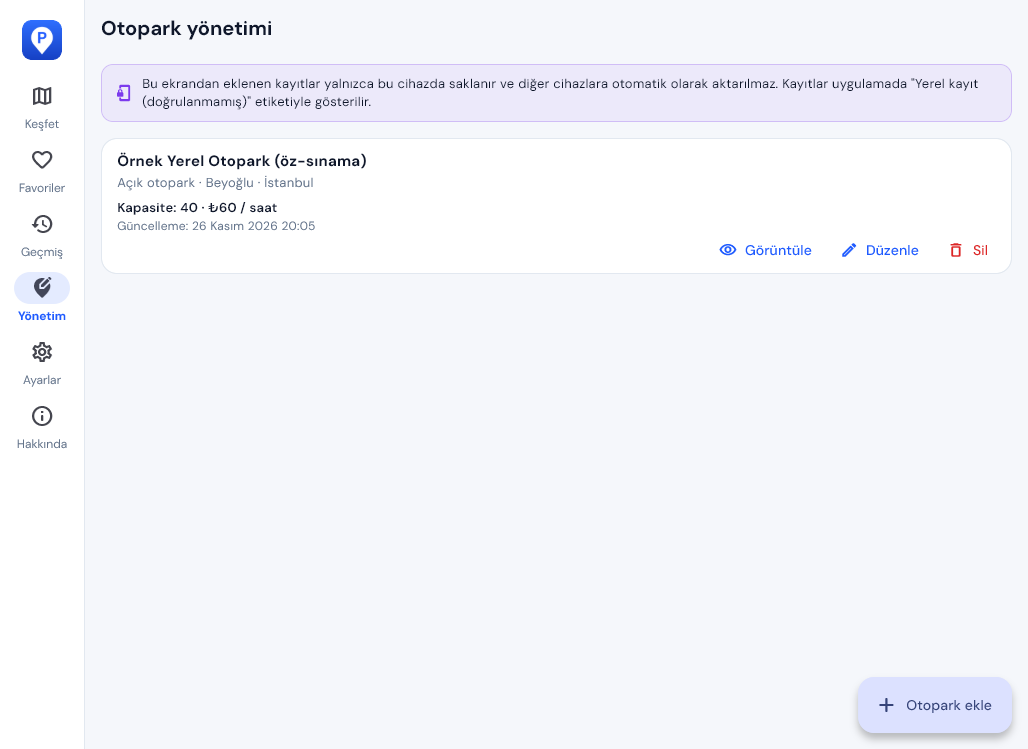 Otopark yönetimi
P
Keşfet
Favoriler
Geçmiş
Yönetim
Ayarlar
Hakkında
Bu ekrandan eklenen kayıtlar yalnızca bu cihazda saklanır ve diğer cihazlara otomatik olarak aktarılmaz. Kayıtlar uygulamada "Yerel kayıt
(doğrulanmamış)" etiketiyle gösterilir.
Örnek Yerel Otopark (öz-sınama)
Açık otopark · Beyoğlu · İstanbul
Kapasite: 40 · ₺60 / saat
Güncelleme: 26 Kasım 2026 20:05
Görüntüle
Düzenle
Sil
Otopark ekle